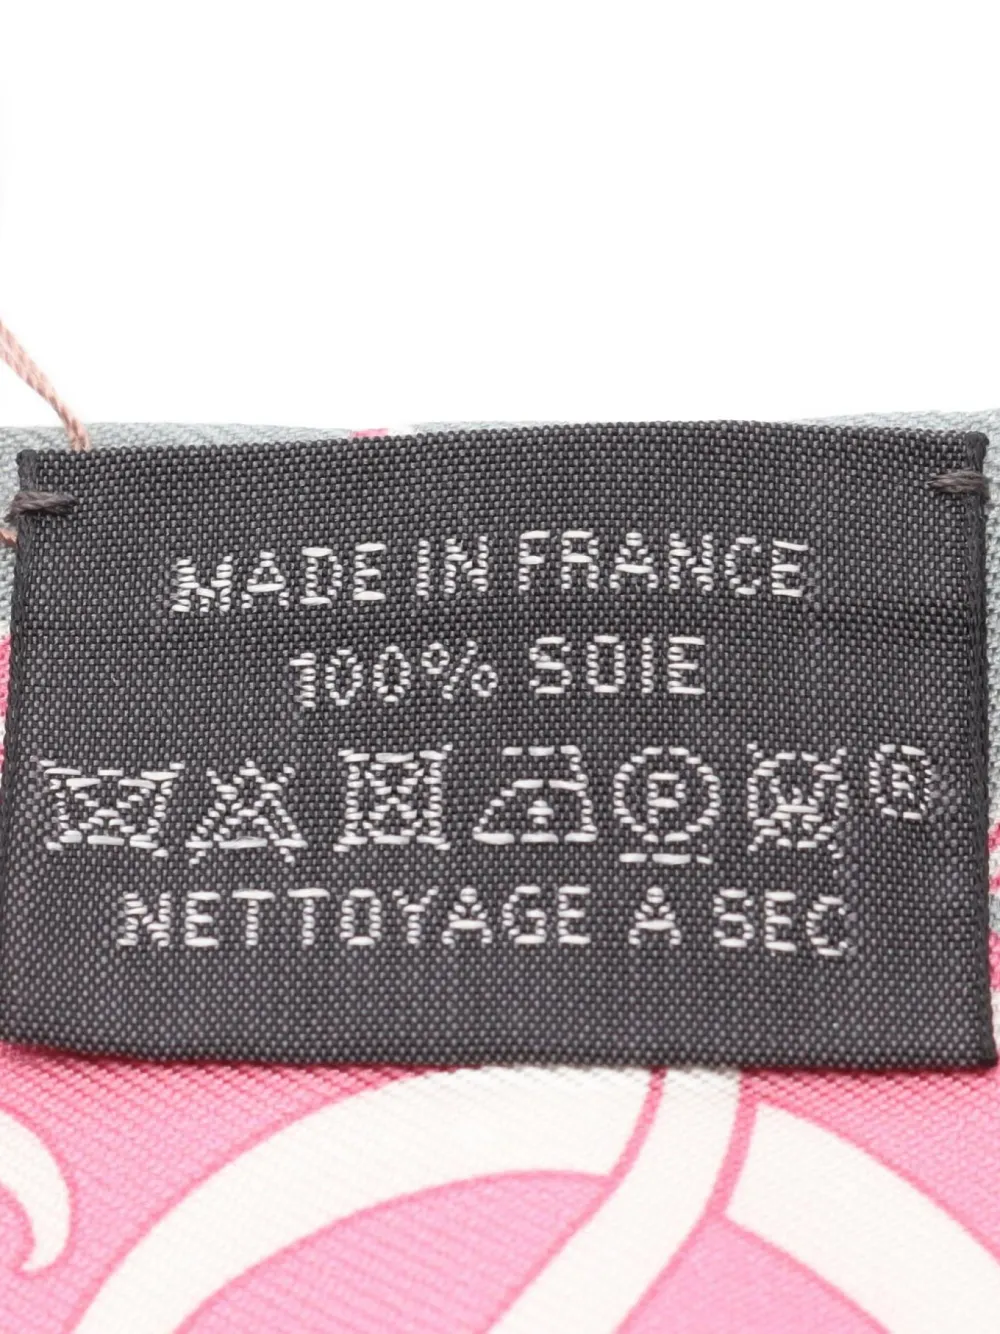 MADE IN FRANCE
100% SOIE
P W ®
NETTOYAGE A SEC